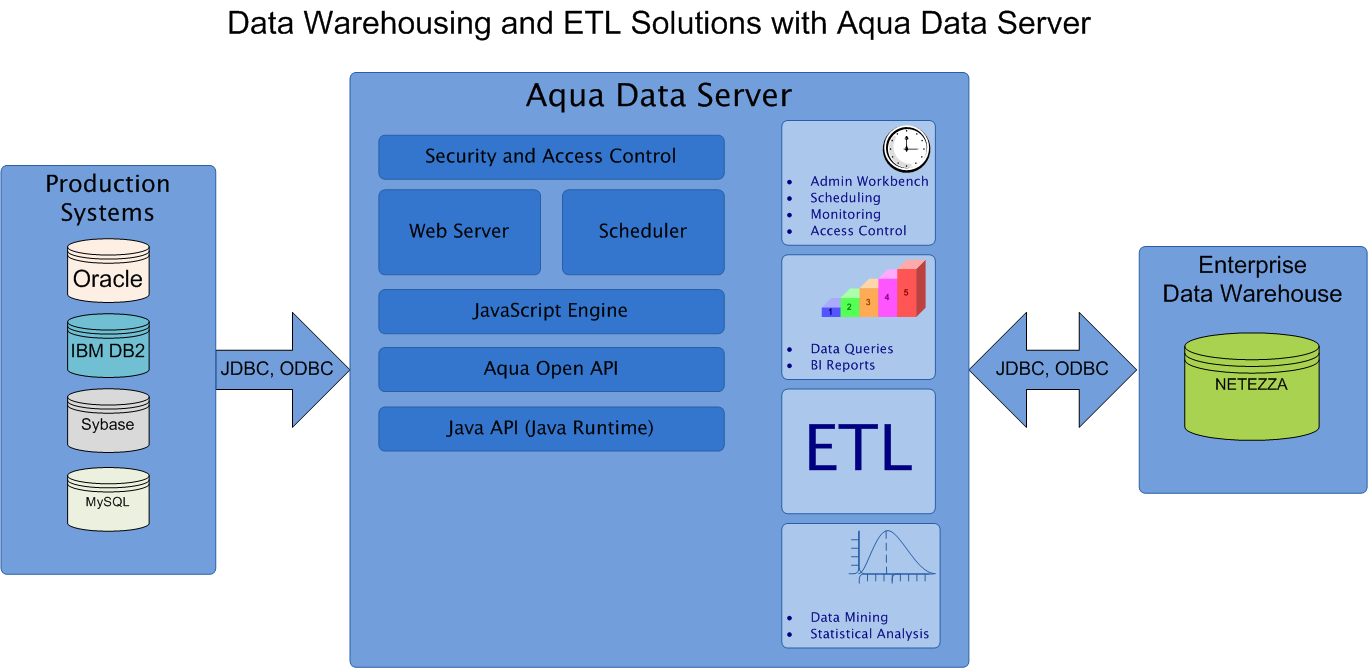 Data Warehousing and ETL Solutions with Aqua Data Server
Production
Systems
Oracle
IBM DB2
Sybase
MySQL
JDBC, ODBC
Aqua Data Server
Security and Access Control
Web Server
Scheduler
JavaScript Engine
Aqua Open API
Java API (Java Runtime)
• Admin Workbench
• Scheduling
• Monitoring
• Access Control
1 2 3 4 5
• Data Queries
• BI Reports
ETL
• Data Mining
• Statistical Analysis
JDBC, ODBC
Enterprise
Data Warehouse
NETEZZA